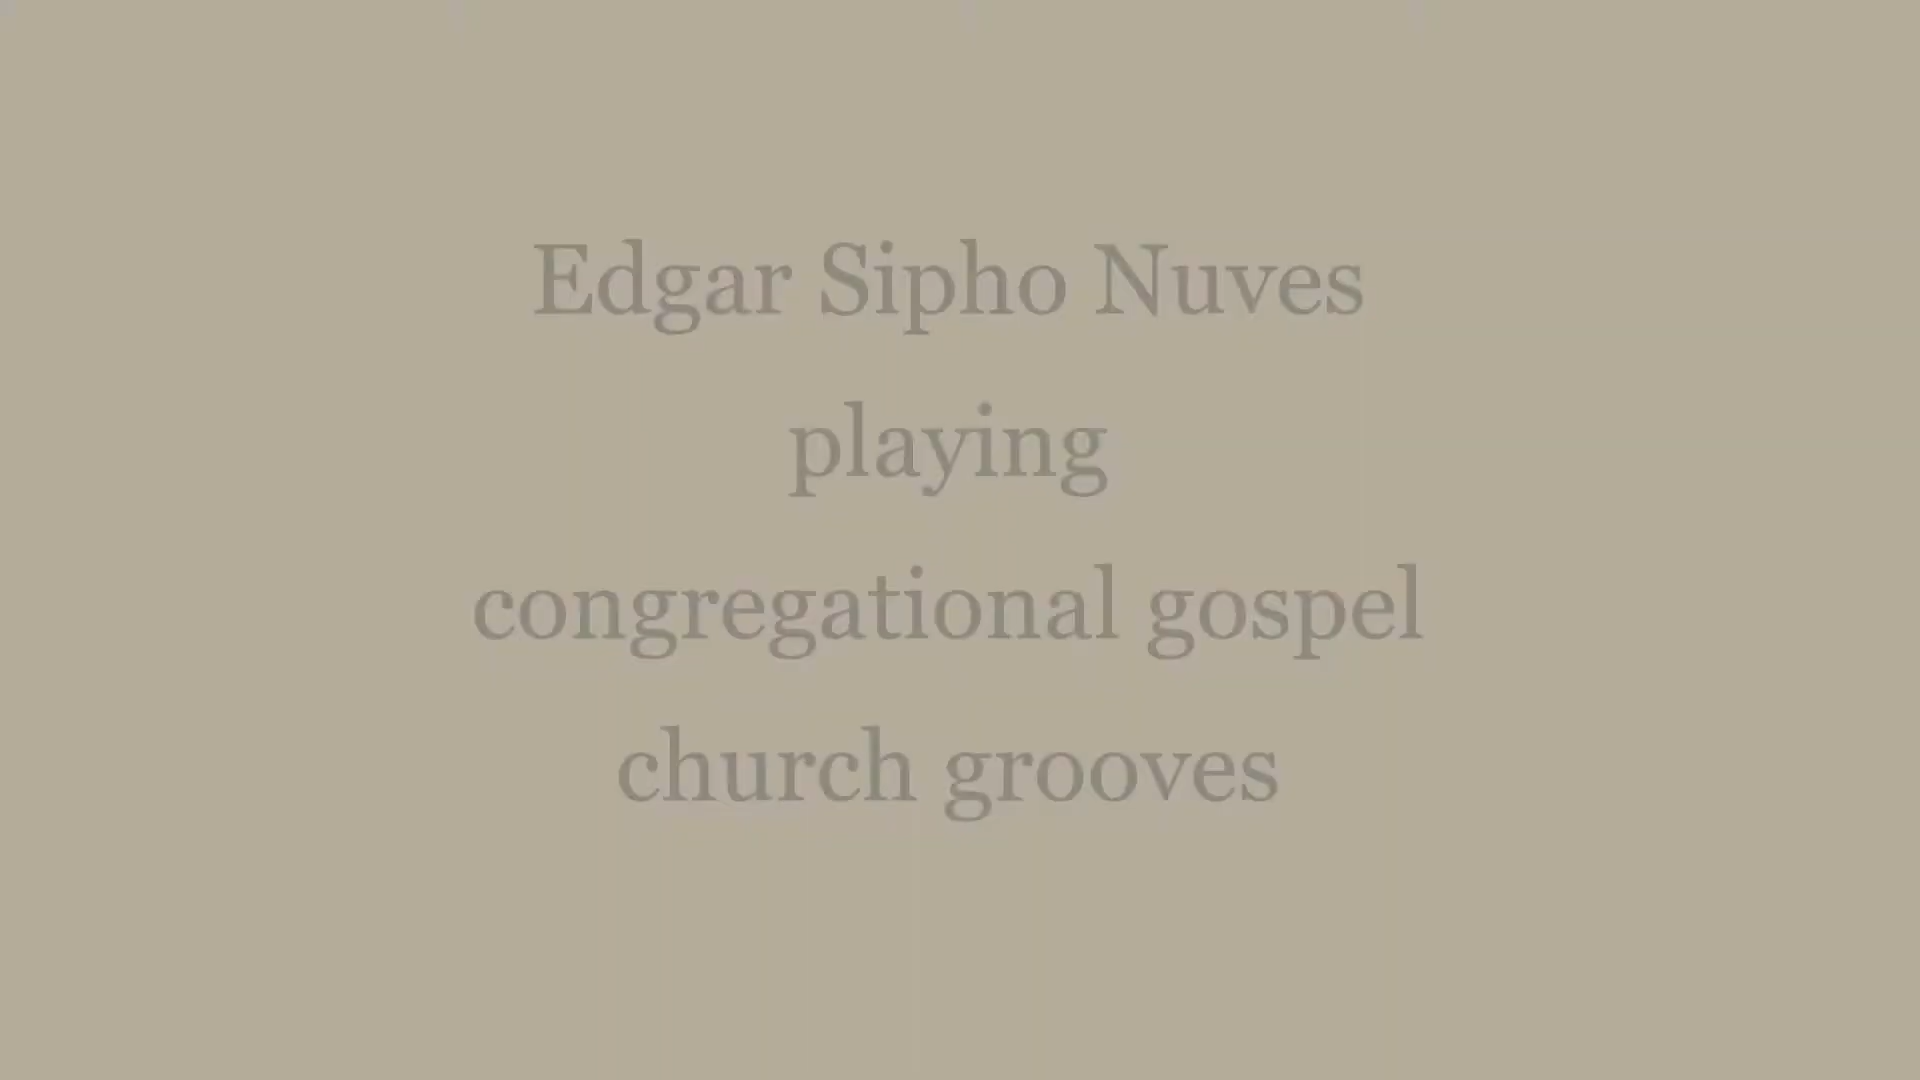 Edgar Sipho Nuves
playing
congregational gospel
church grooves